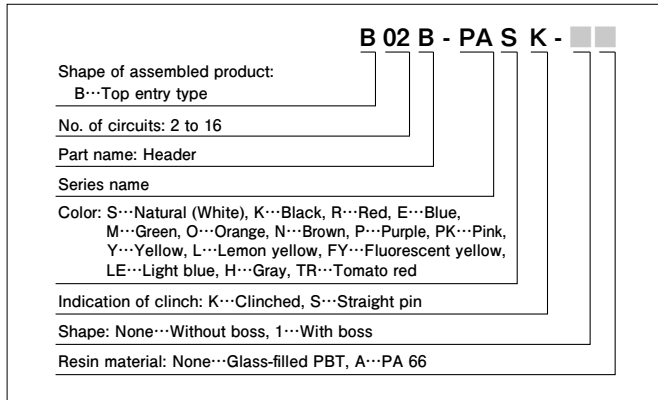 B 02 B - PA S K - 
Shape of assembled product:
B···Top entry type
No. of circuits: 2 to 16
Part name: Header
Series name
Color: S···Natural (White), K···Black, R···Red, E···Blue,
M···Green, O···Orange, N···Brown, P···Purple, PK···Pink,
Y···Yellow, L···Lemon yellow, FY···Fluorescent yellow,
LE···Light blue, H···Gray, TR···Tomato red
Indication of clinch: K···Clinched, S···Straight pin
Shape: None···Without boss, 1···With boss
Resin material: None···Glass-filled PBT, A···PA 66